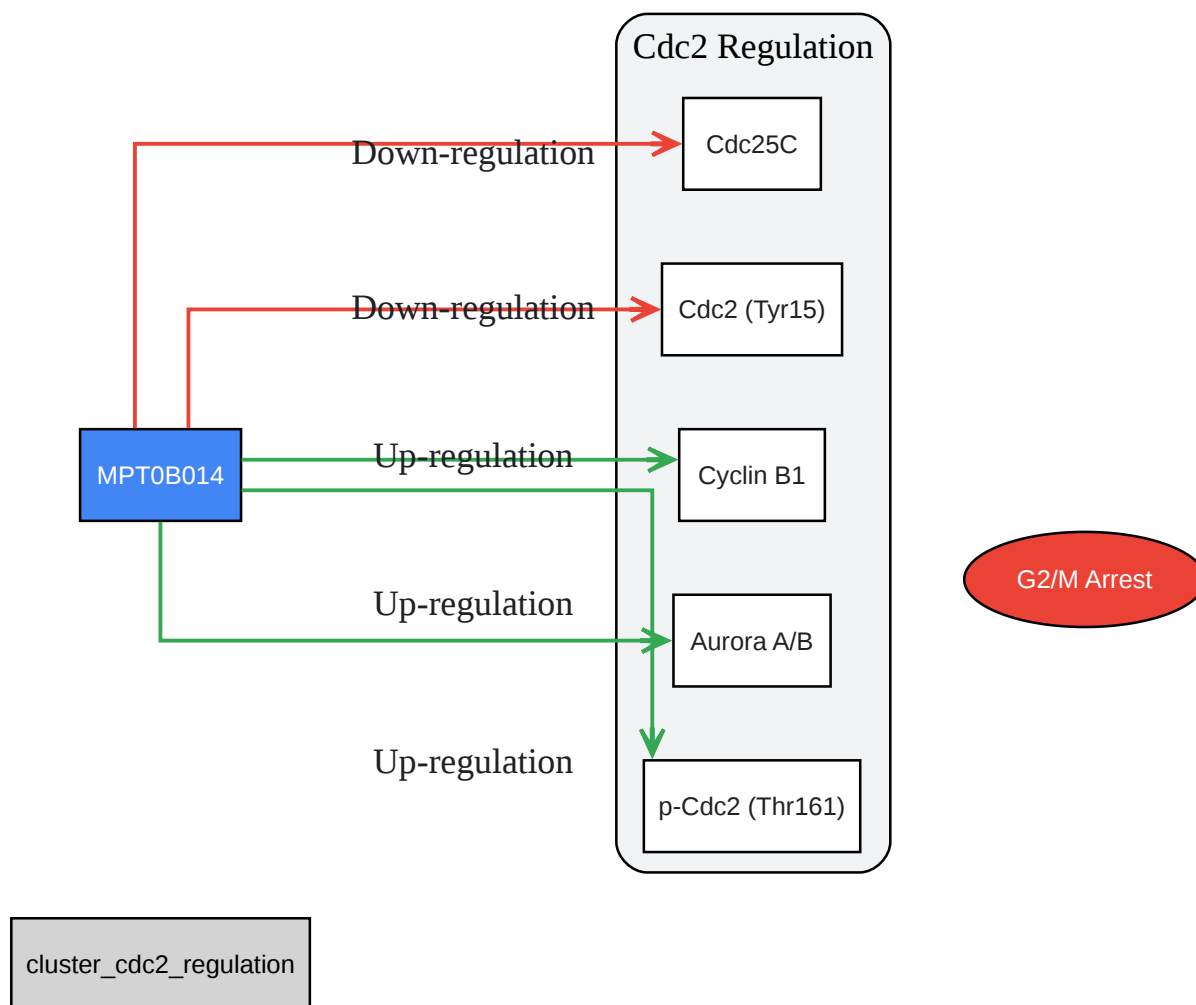 Cdc2 Regulation
Down-regulation
Cdc25C
Down-regulation
Cdc2 (Tyr15)
MPT0B014
Up-regulation
Cyclin B1
G2/M Arrest
Up-regulation
Aurora A/B
Up-regulation
p-Cdc2 (Thr161)
cluster_cdc2_regulation